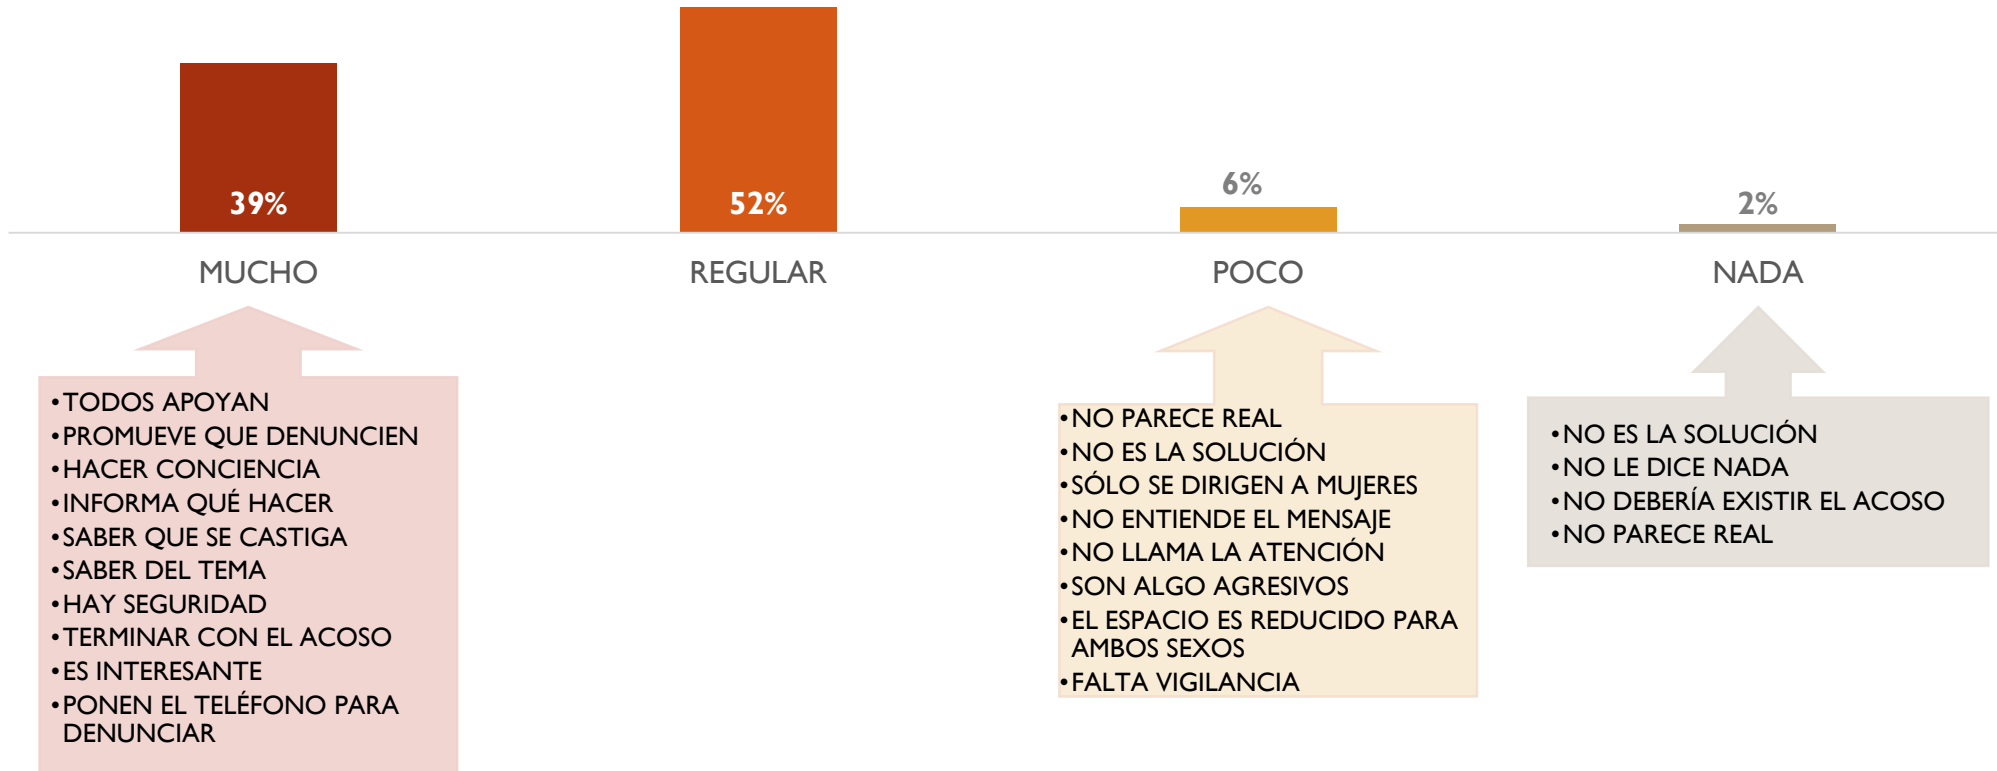 39%
52%
6%
2%
MUCHO
REGULAR
POCO
NADA
•TODOS APOYAN
•PROMUEVE QUE DENUNCIEN
•HACER CONCIENCIA
•INFORMA QUÉ HACER
•SABER QUE SE CASTIGA
•SABER DEL TEMA
•HAY SEGURIDAD
•TERMINAR CON EL ACOSO
•ES INTERESANTE
•PONEN EL TELÉFONO PARA
DENUNCIAR
•NO PARECE REAL
•NO ES LA SOLUCIÓN
•SÓLO SE DIRIGEN A MUJERES
•NO ENTIENDE EL MENSAJE
•NO LLAMA LA ATENCIÓN
•SON ALGO AGRESIVOS
•EL ESPACIO ES REDUCIDO PARA
AMBOS SEXOS
•FALTA VIGILANCIA
•NO ES LA SOLUCIÓN
•NO LE DICE NADA
•NO DEBERÍA EXISTIR EL ACOSO
•NO PARECE REAL